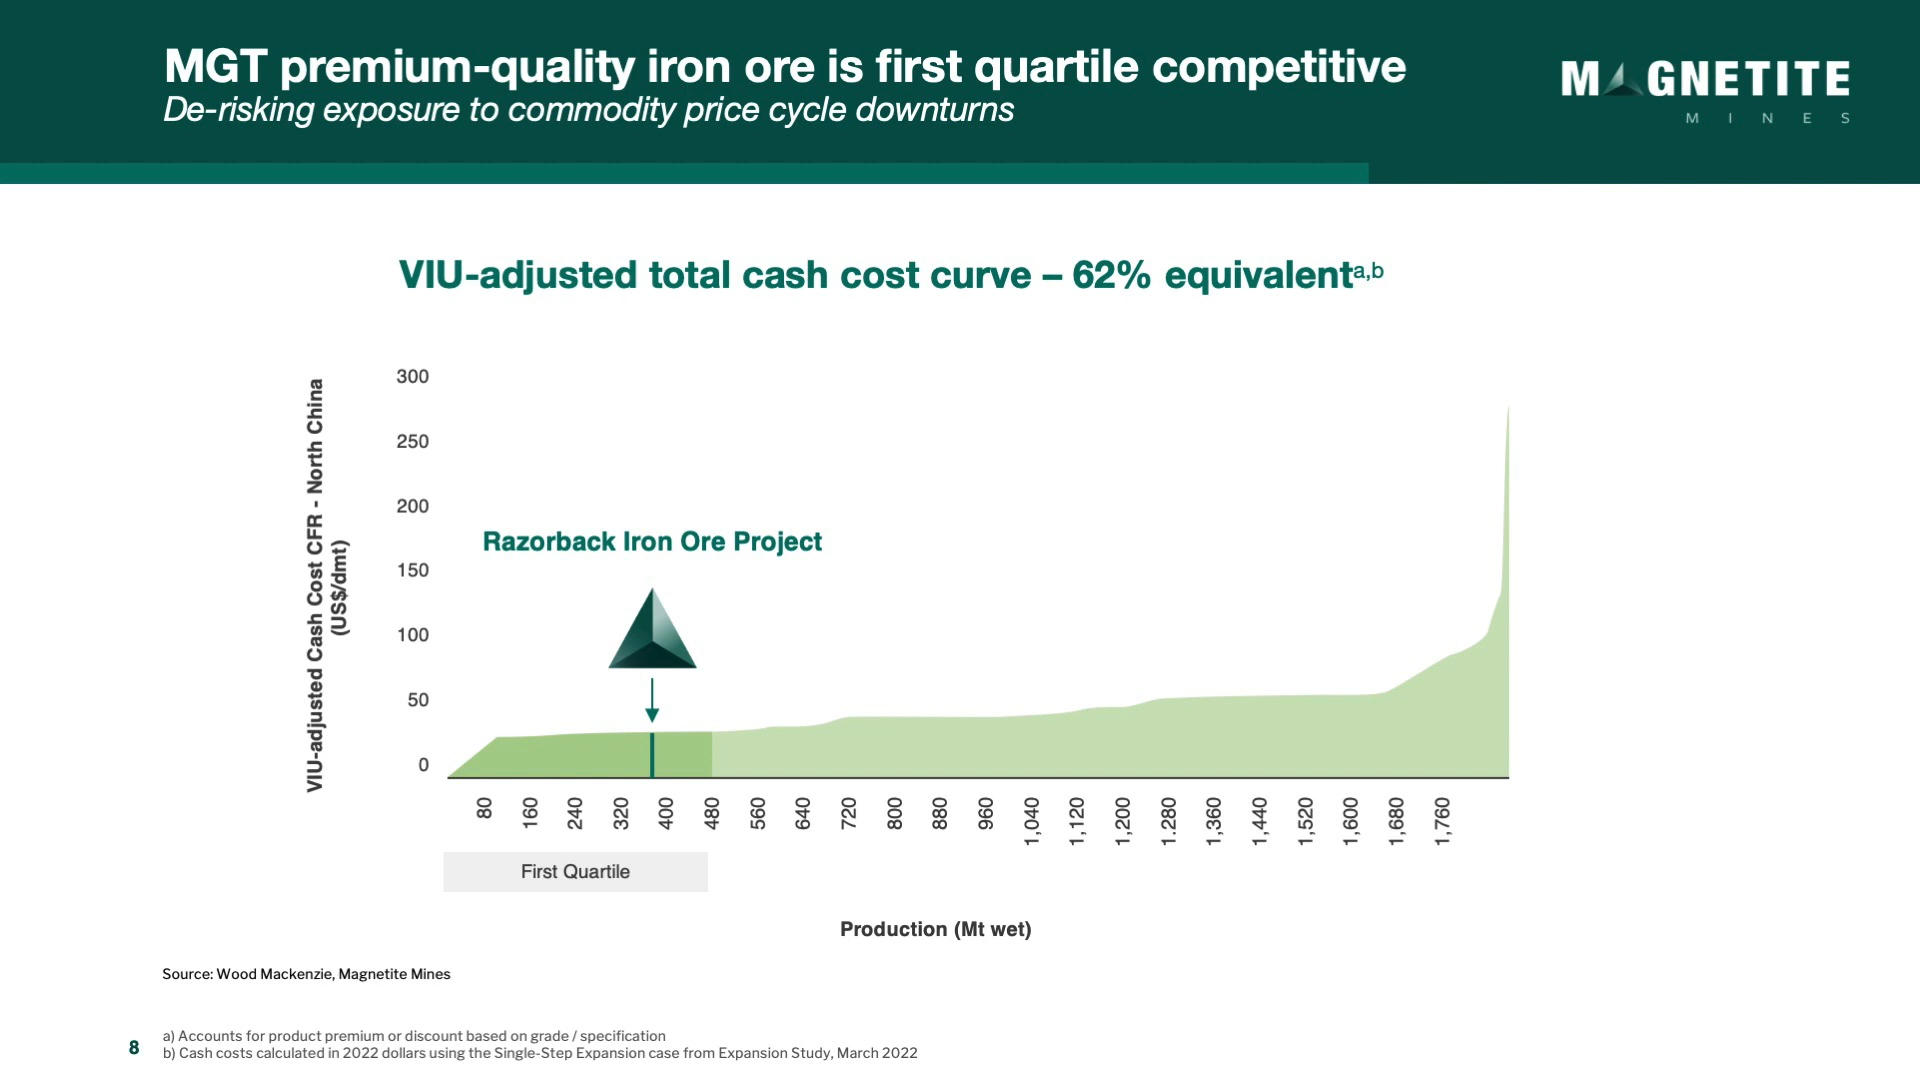 MGT premium-quality iron ore is first quartile competitive
De-risking exposure to commodity price cycle downturns
MAGNETITE
MINES
VIU-adjusted total cash cost curve – 62% equivalent a,b
VIU-adjusted Cash Cost CFR - North China
(US$/dmt)
300
250
200
150
100
50
0
Razorback Iron Ore Project
80
160
240
320
400
480
560
640
720
800
880
960
1,040
1,120
1,200
1.280
1,360
1,440
1,520
1,600
1,680
1,760
First Quartile
Production (Mt wet)
Source: Wood Mackenzie, Magnetite Mines
8
a) Accounts for product premium or discount based on grade / specification
b) Cash costs calculated in 2022 dollars using the Single-Step Expansion case from Expansion Study, March 2022